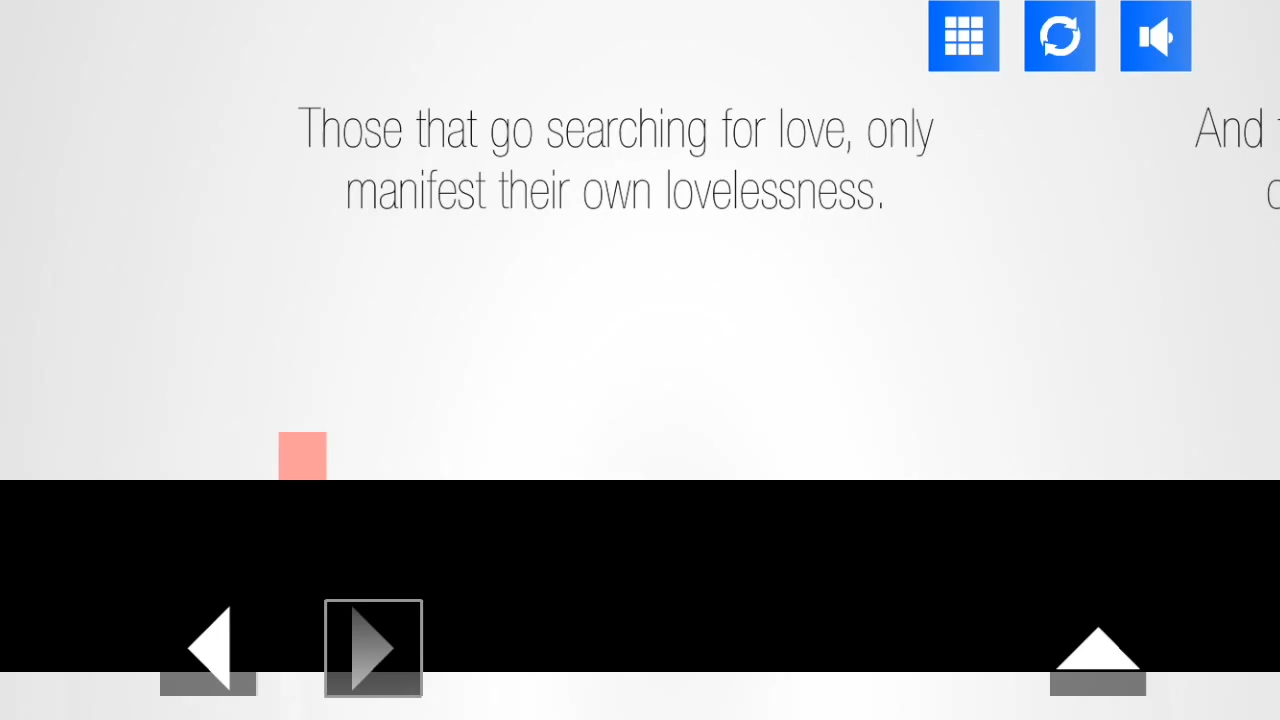 Those that go searching for love, only
manifest their own lovelessness.
And